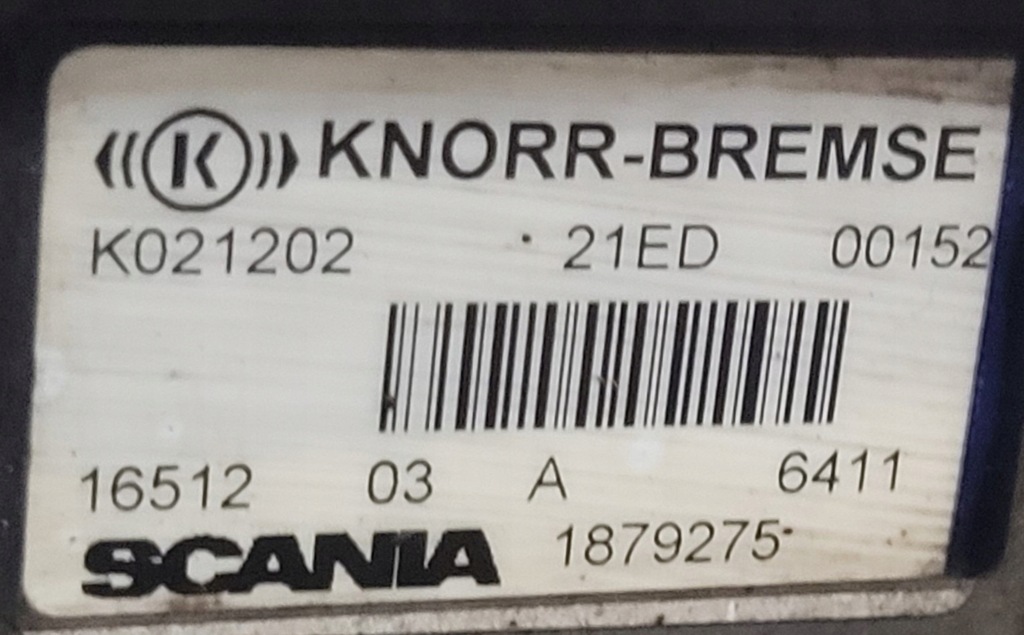 ((K)) KNORR-BREMSE
K021202 21ED 00152
16512 03 A 6411
SCANIA 1879275